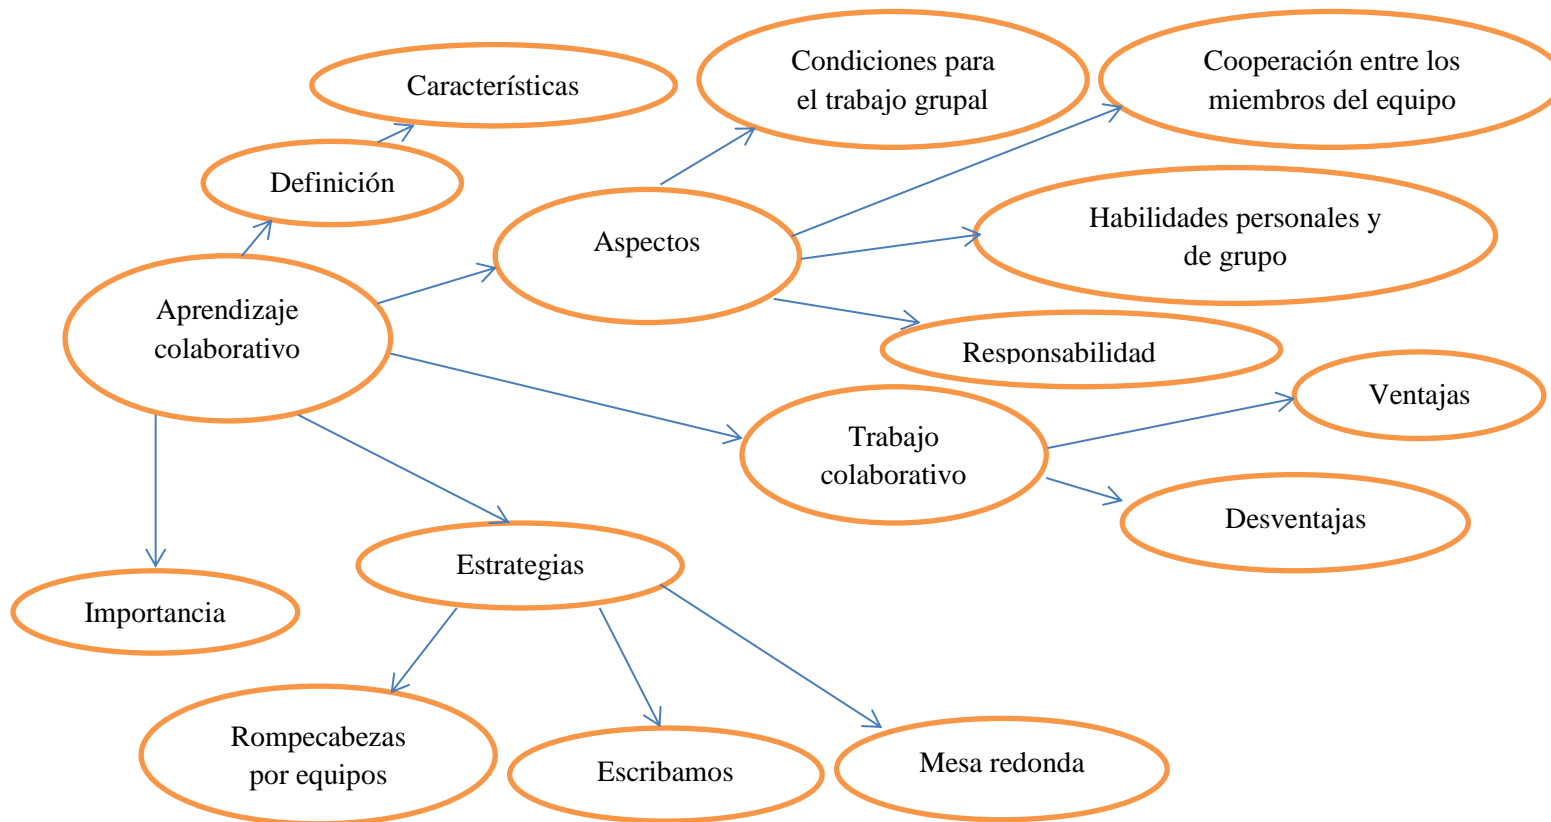 Características
Condiciones para
el trabajo grupal
Cooperación entre los
miembros del equipo
Definición
Aspectos
Habilidades personales y
de grupo
Aprendizaje
colaborativo
Responsabilidad
Ventajas
Trabajo
colaborativo
Desventajas
Estrategias
Importancia
Rompecabezas
por equipos
Escribamos
Mesa redonda